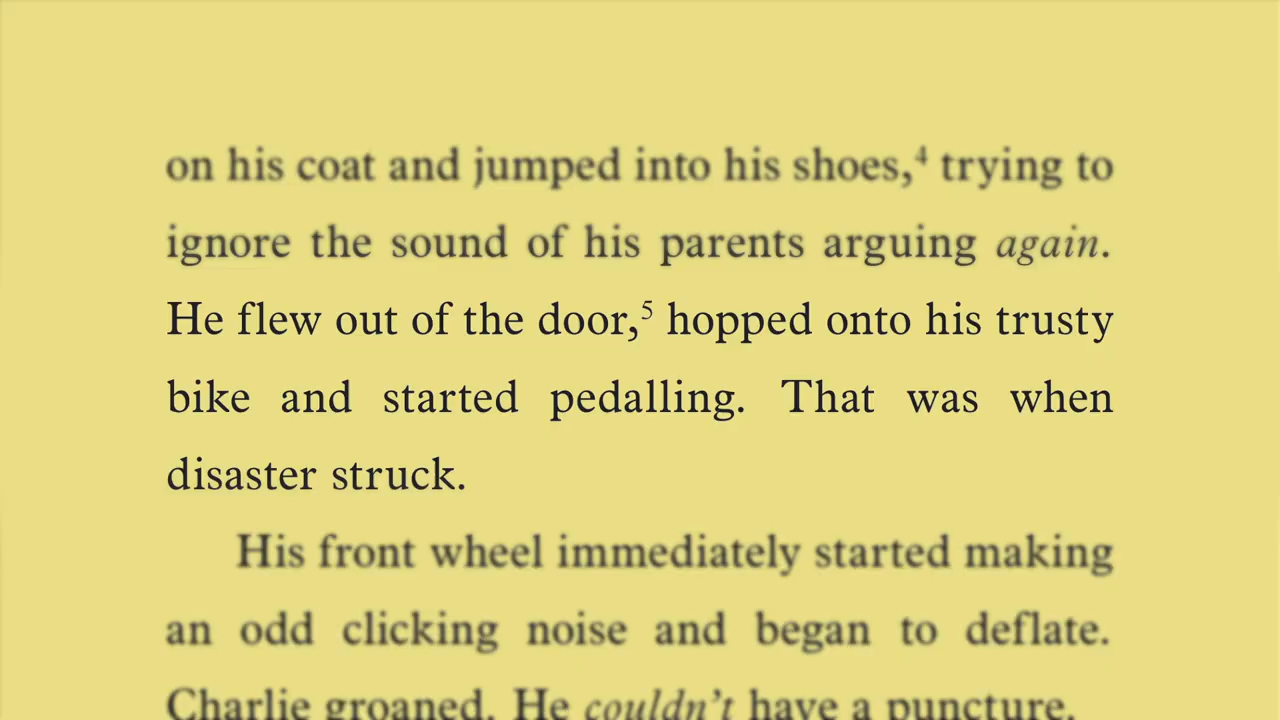 on his coat and jumped into his shoes,⁴ trying to
ignore the sound of his parents arguing again.
He flew out of the door,⁵ hopped onto his trusty
bike and started pedalling. That was when
disaster struck.
His front wheel immediately started making
an odd clicking noise and began to deflate.
Charlie groaned. He couldn't have a puncture.